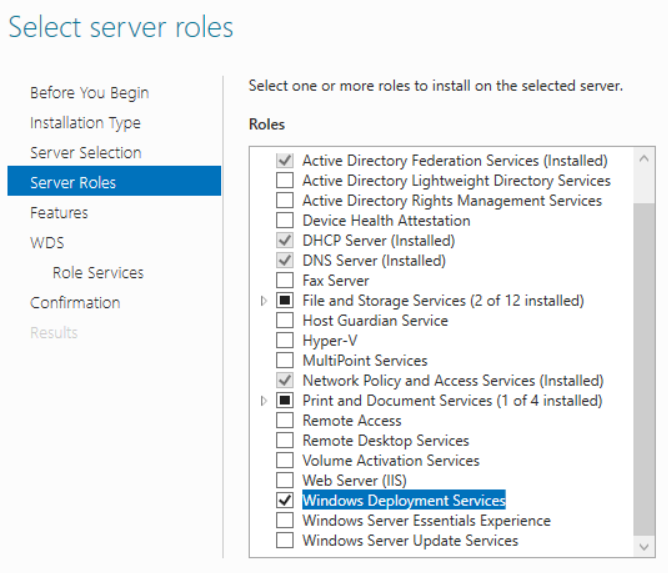 Select server roles
Before You Begin
Installation Type
Server Selection
Server Roles
Features
WDS
Role Services
Confirmation
Results
Select one or more roles to install on the selected server.
Roles
Active Directory Federation Services (Installed)
Active Directory Lightweight Directory Services
Active Directory Rights Management Services
Device Health Attestation
DHCP Server (Installed)
DNS Server (Installed)
Fax Server
File and Storage Services (2 of 12 installed)
Host Guardian Service
Hyper-V
MultiPoint Services
Network Policy and Access Services (Installed)
Print and Document Services (1 of 4 installed)
Remote Access
Remote Desktop Services
Volume Activation Services
Web Server (IIS)
Windows Deployment Services
Windows Server Essentials Experience
Windows Server Update Services